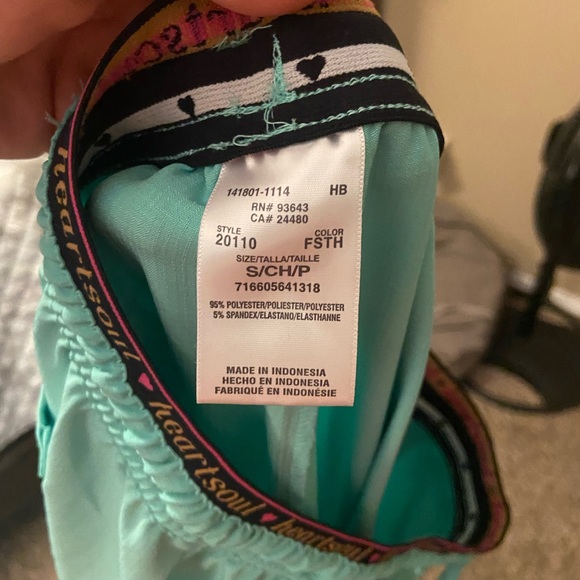 141801-1114 HB
RN# 93643
CA# 24480
STYLE COLOR
20110 FSTH
SIZE/TALLA/TAILLE
S/CH/P
716605641318
95% POLYESTER/POLIESTER/POLYESTER
5% SPANDEX/ELASTANO/ELASTHANNE
MADE IN INDONESIA
HECHO EN INDONESIA
FABRIQUÉ EN INDONÉSIE
heartsoul heartsoul heartsoul